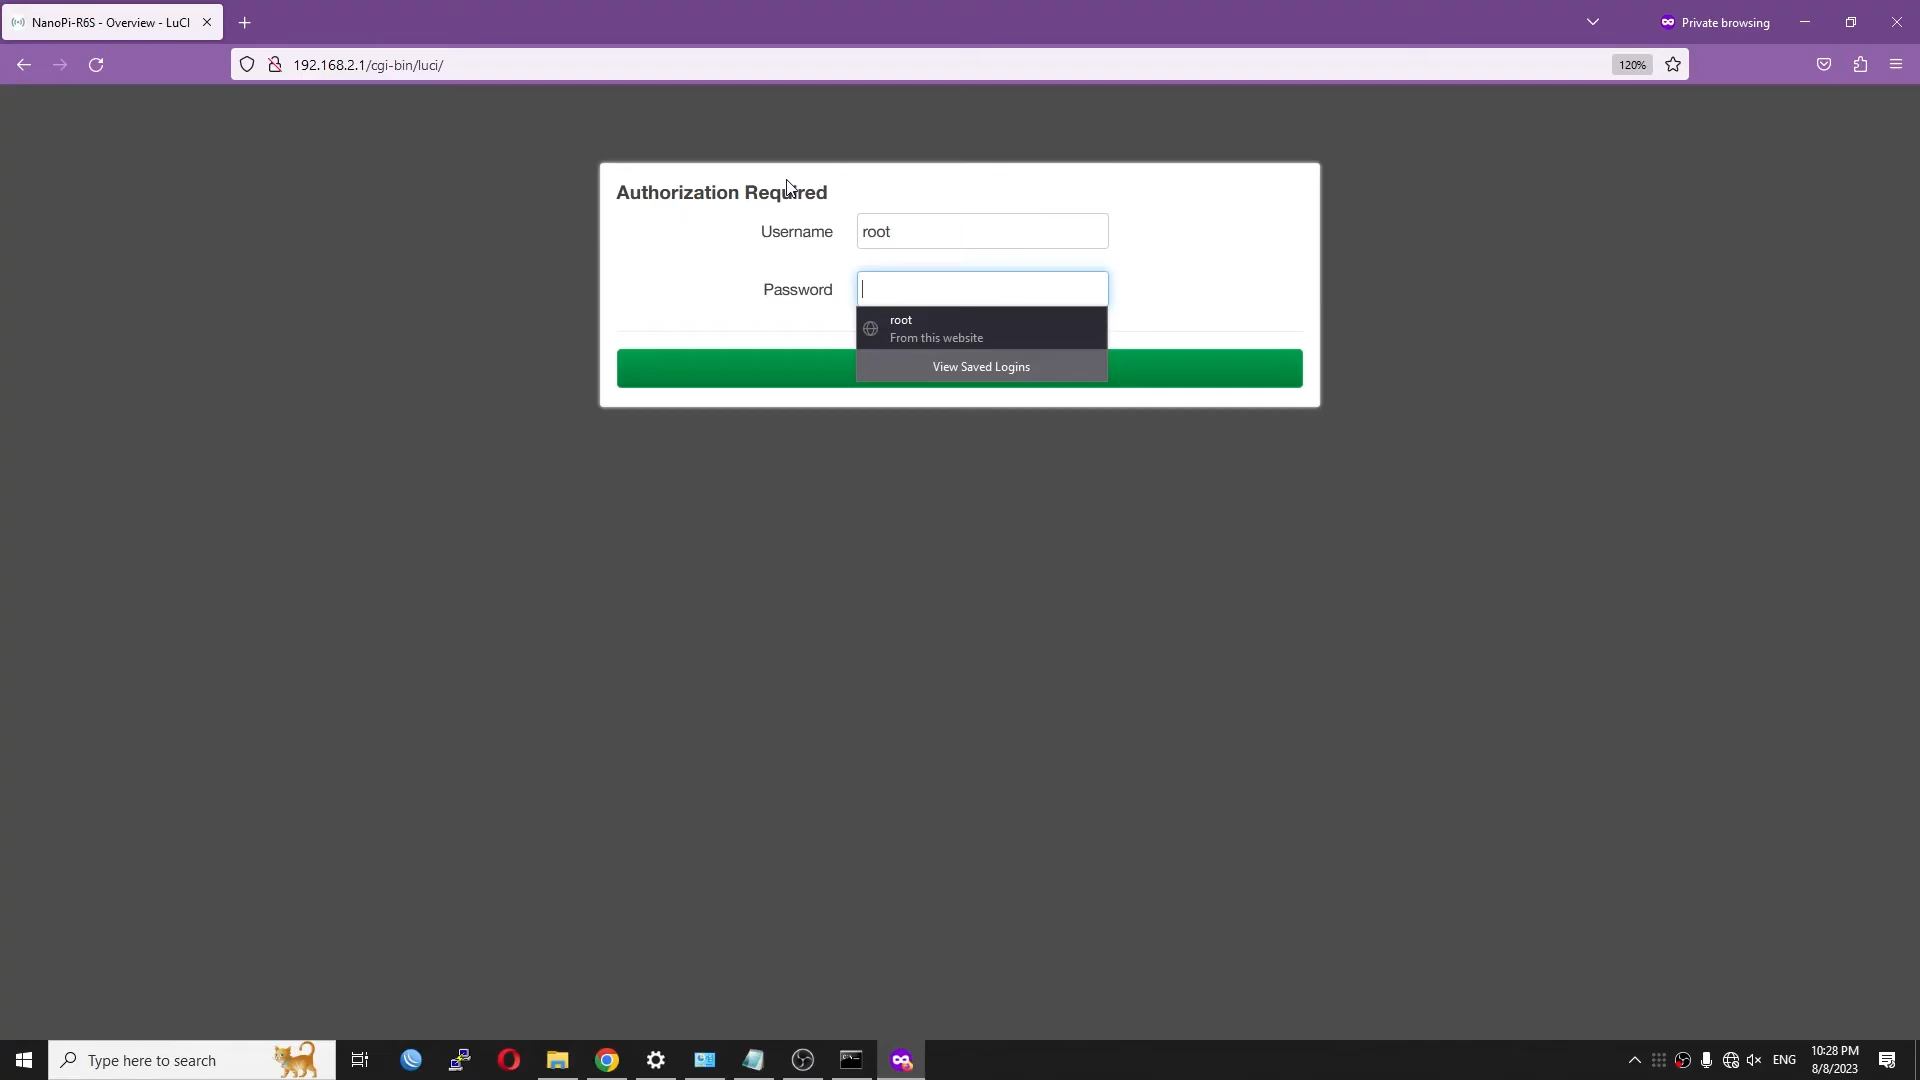 NanoPi-R6S - Overview - LuCI
Private browsing
192.168.2.1/cgi-bin/luci/
120%
Authorization Required
Username
root
Password
root
From this website
View Saved Logins
Type here to search
ENG
10:28 PM
8/8/2023